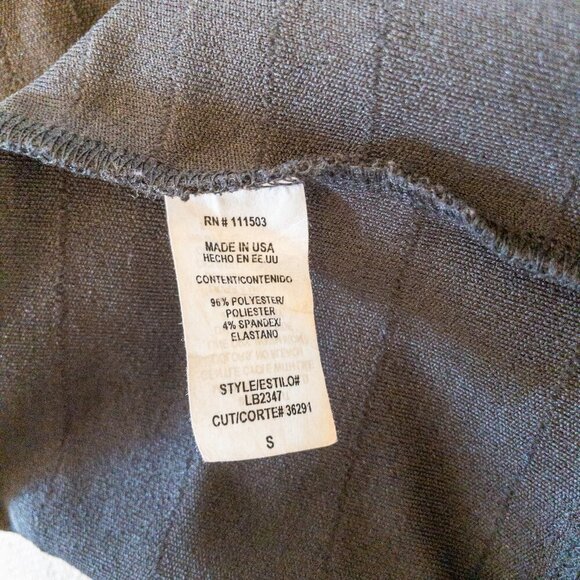 RN # 111503
MADE IN USA
HECHO EN EE.UU
CONTENT/CONTENIDO
96% POLYESTER/
POLIESTER
4% SPANDEX/
ELASTANO
STYLE/ESTILO#
LB2347
CUT/CORTE# 36291
S